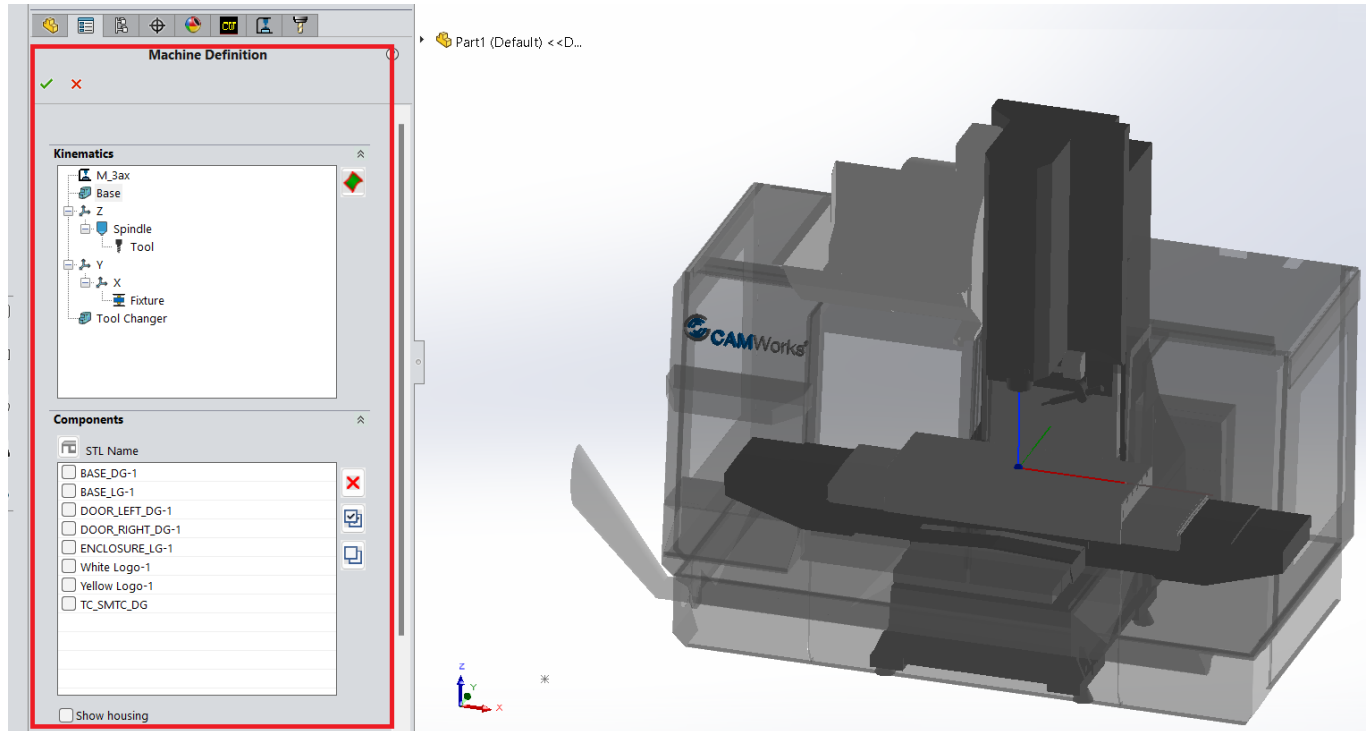 Machine Definition
Part1 (Default) <<D...
Kinematics
M_3ax
Base
Z
Spindle
Tool
Y
X
Fixture
Tool Changer
Components
STL Name
BASE_DG-1
BASE_LG-1
DOOR_LEFT_DG-1
DOOR_RIGHT_DG-1
ENCLOSURE_LG-1
White Logo-1
Yellow Logo-1
TC_SMTC_DG
Show housing
CAMWorks®
Z
Y
X